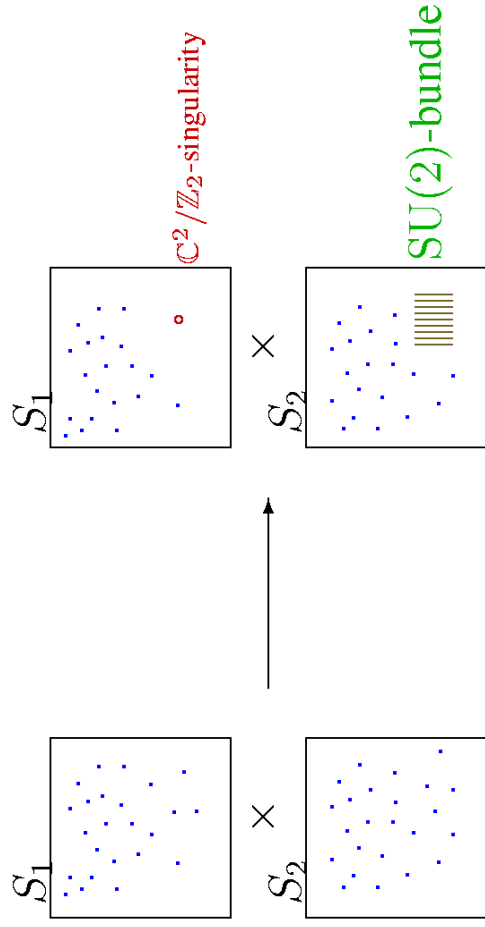 S₁ S₁
ℂ²/ℤ₂-singularity
× ×
S₂ S₂
SU(2)-bundle